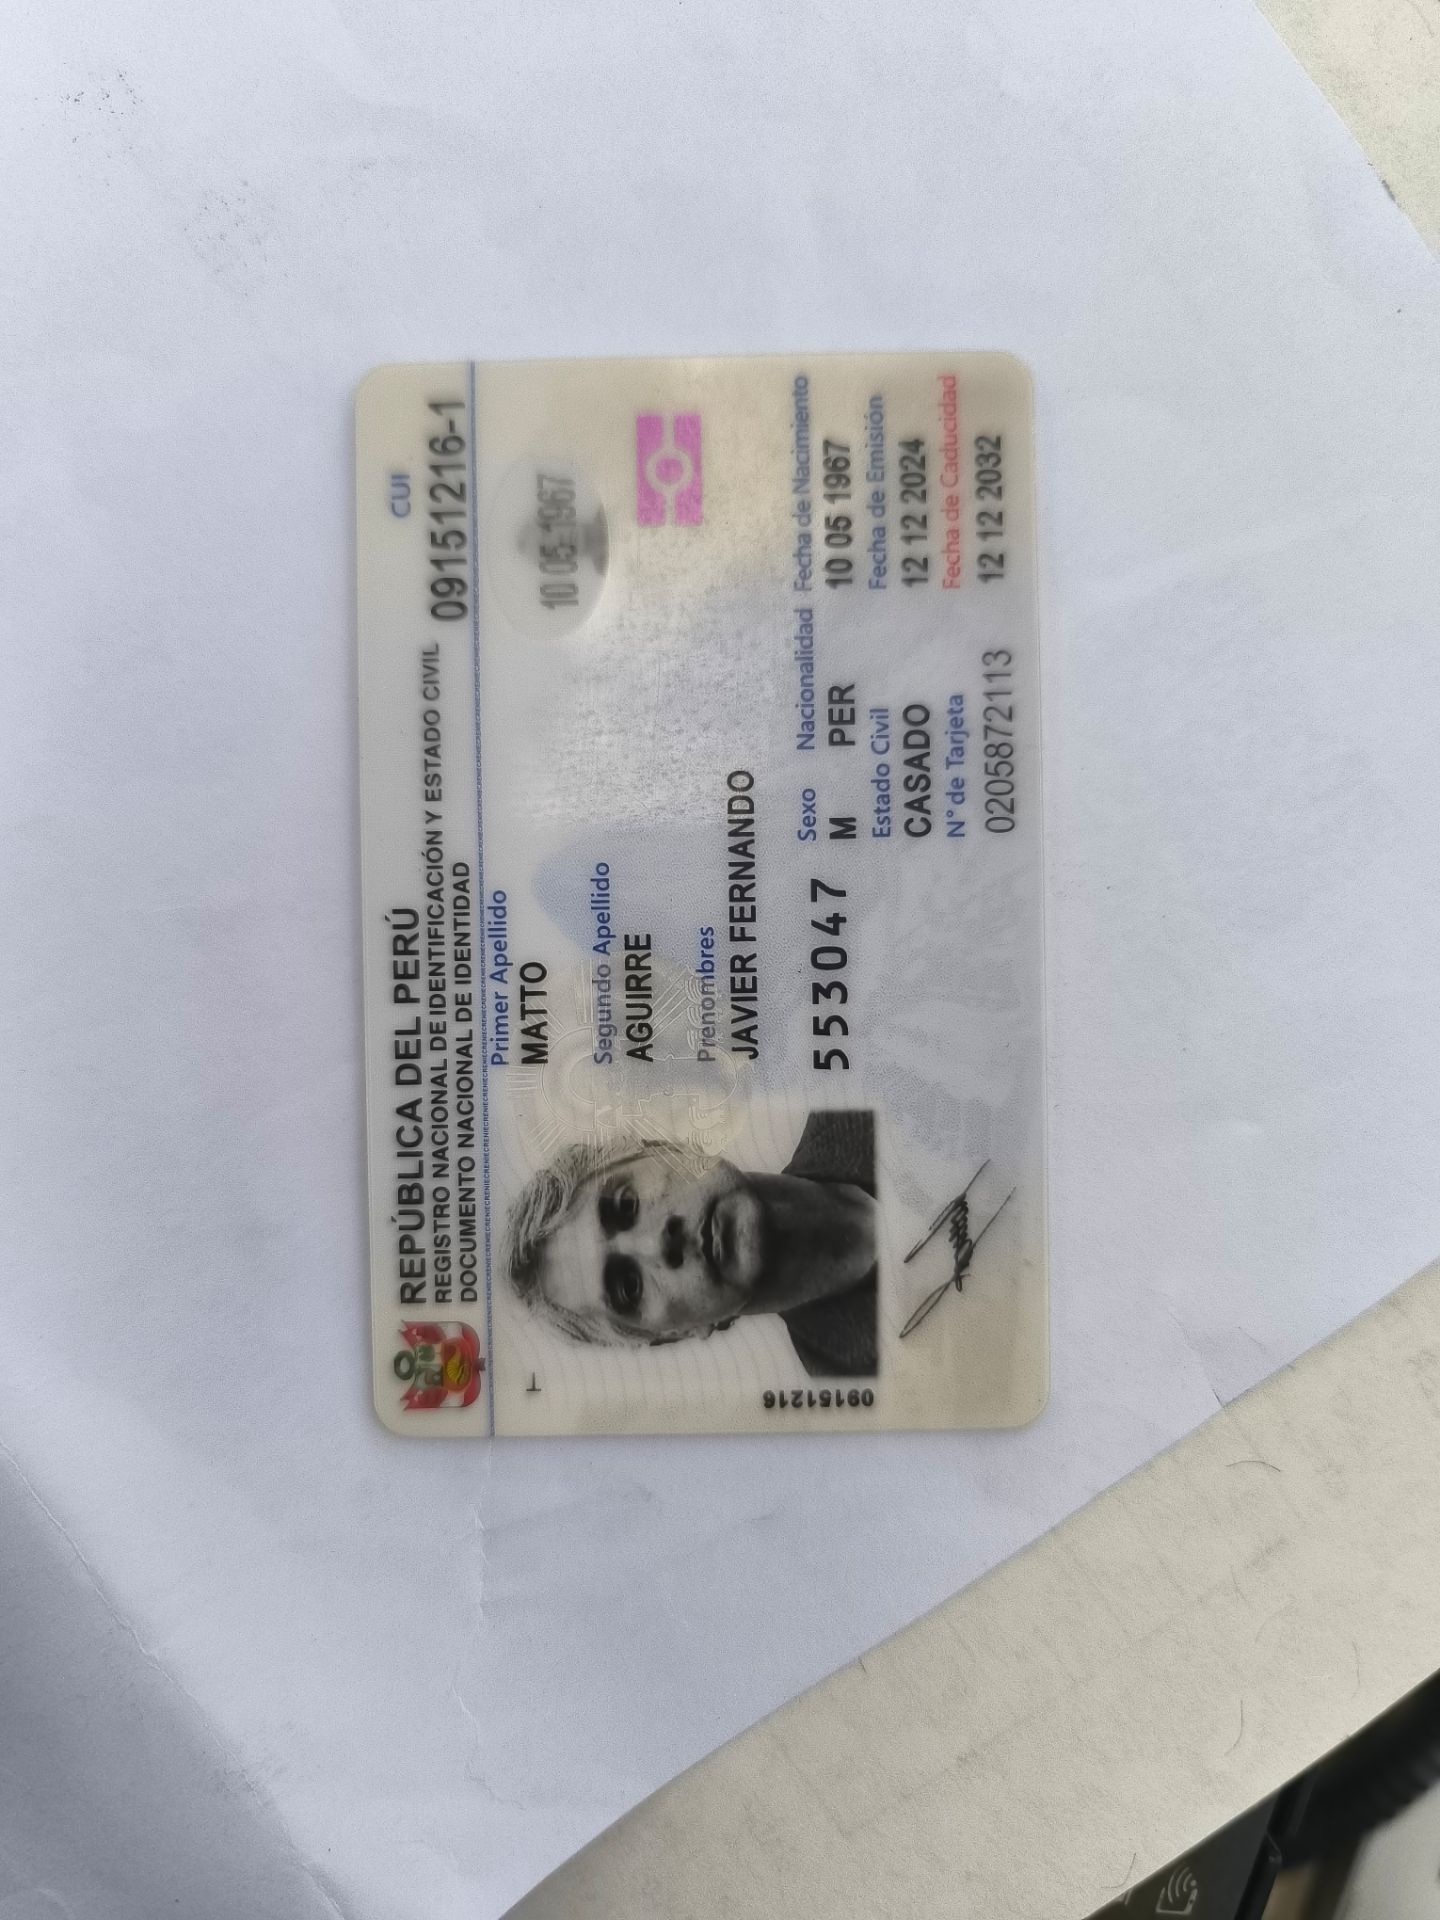 REPÚBLICA DEL PERÚ
REGISTRO NACIONAL DE IDENTIFICACIÓN Y ESTADO CIVIL
DOCUMENTO NACIONAL DE IDENTIDAD
CUI
09151216-1
Primer Apellido
MATTO
10 05 1967
Segundo Apellido
AGUIRRE
Prenombres
JAVIER FERNANDO
553047
Sexo Nacionalidad Fecha de Nacimiento
M PER 10 05 1967
Estado Civil Fecha de Emisión
CASADO 12 12 2024
N° de Tarjeta Fecha de Caducidad
0205872113 12 12 2032
09151216